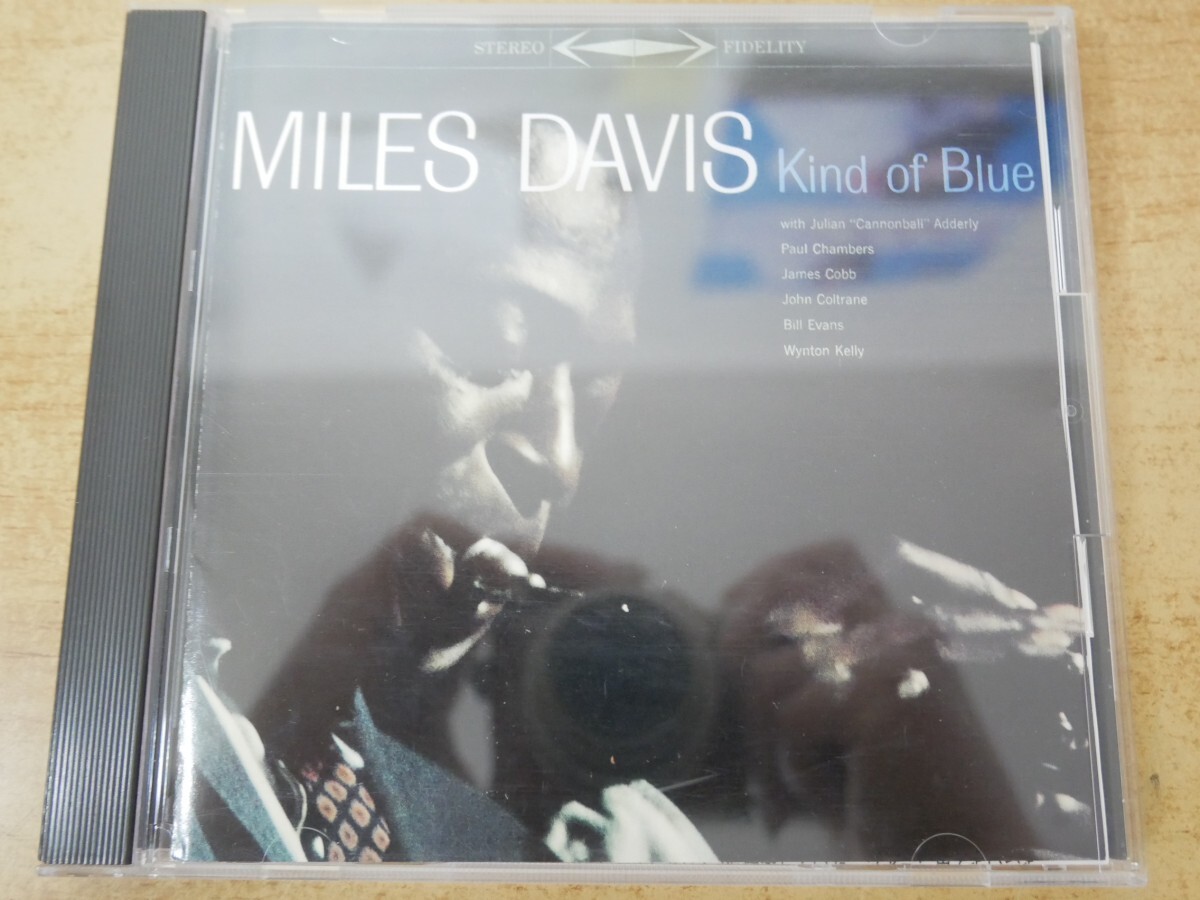 STEREO FIDELITY
MILES DAVIS Kind of Blue
with Julian "Cannonball" Adderly
Paul Chambers
James Cobb
John Coltrane
Bill Evans
Wynton Kelly